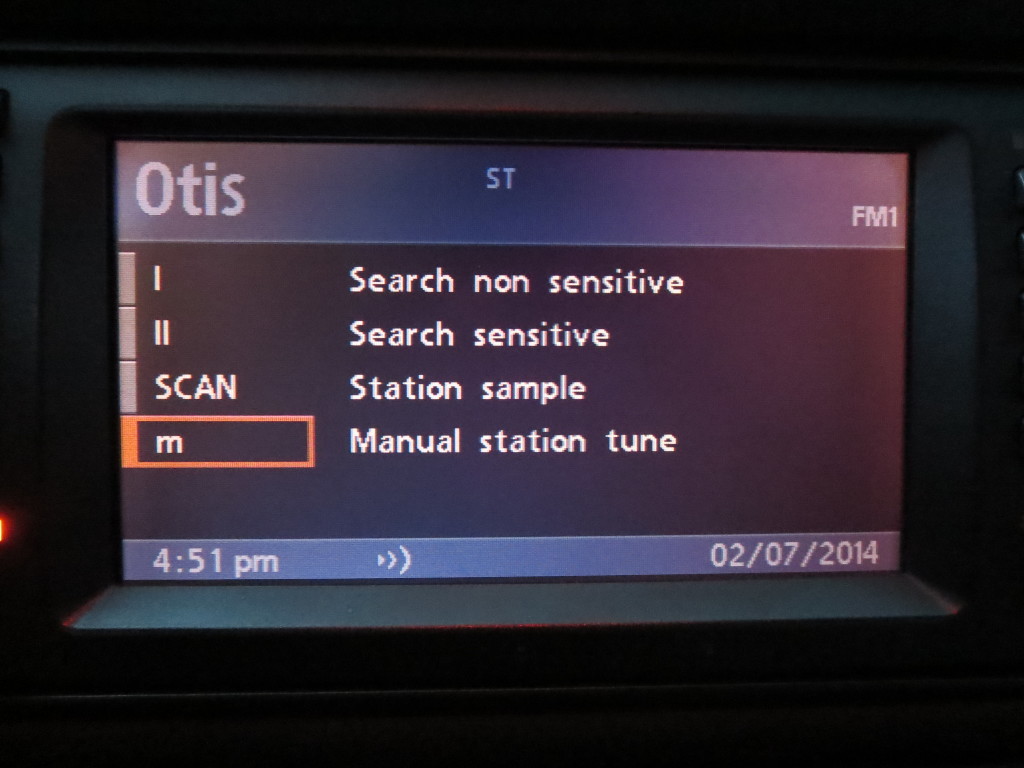 Otis ST FM1
I Search non sensitive
II Search sensitive
SCAN Station sample
m Manual station tune
4:51 pm 02/07/2014